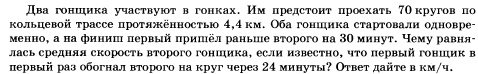 Два гонщика участвуют в гонках. Им предстоит проехать 70 кругов по
кольцевой трассе протяжённостью 4,4 км. Оба гонщика стартовали одновре-
менно, а на финиш первый пришёл раньше второго на 30 минут. Чему равня-
лась средняя скорость второго гонщика, если известно, что первый гонщик в
первый раз обогнал второго на круг через 24 минуты? Ответ дайте в км/ч.